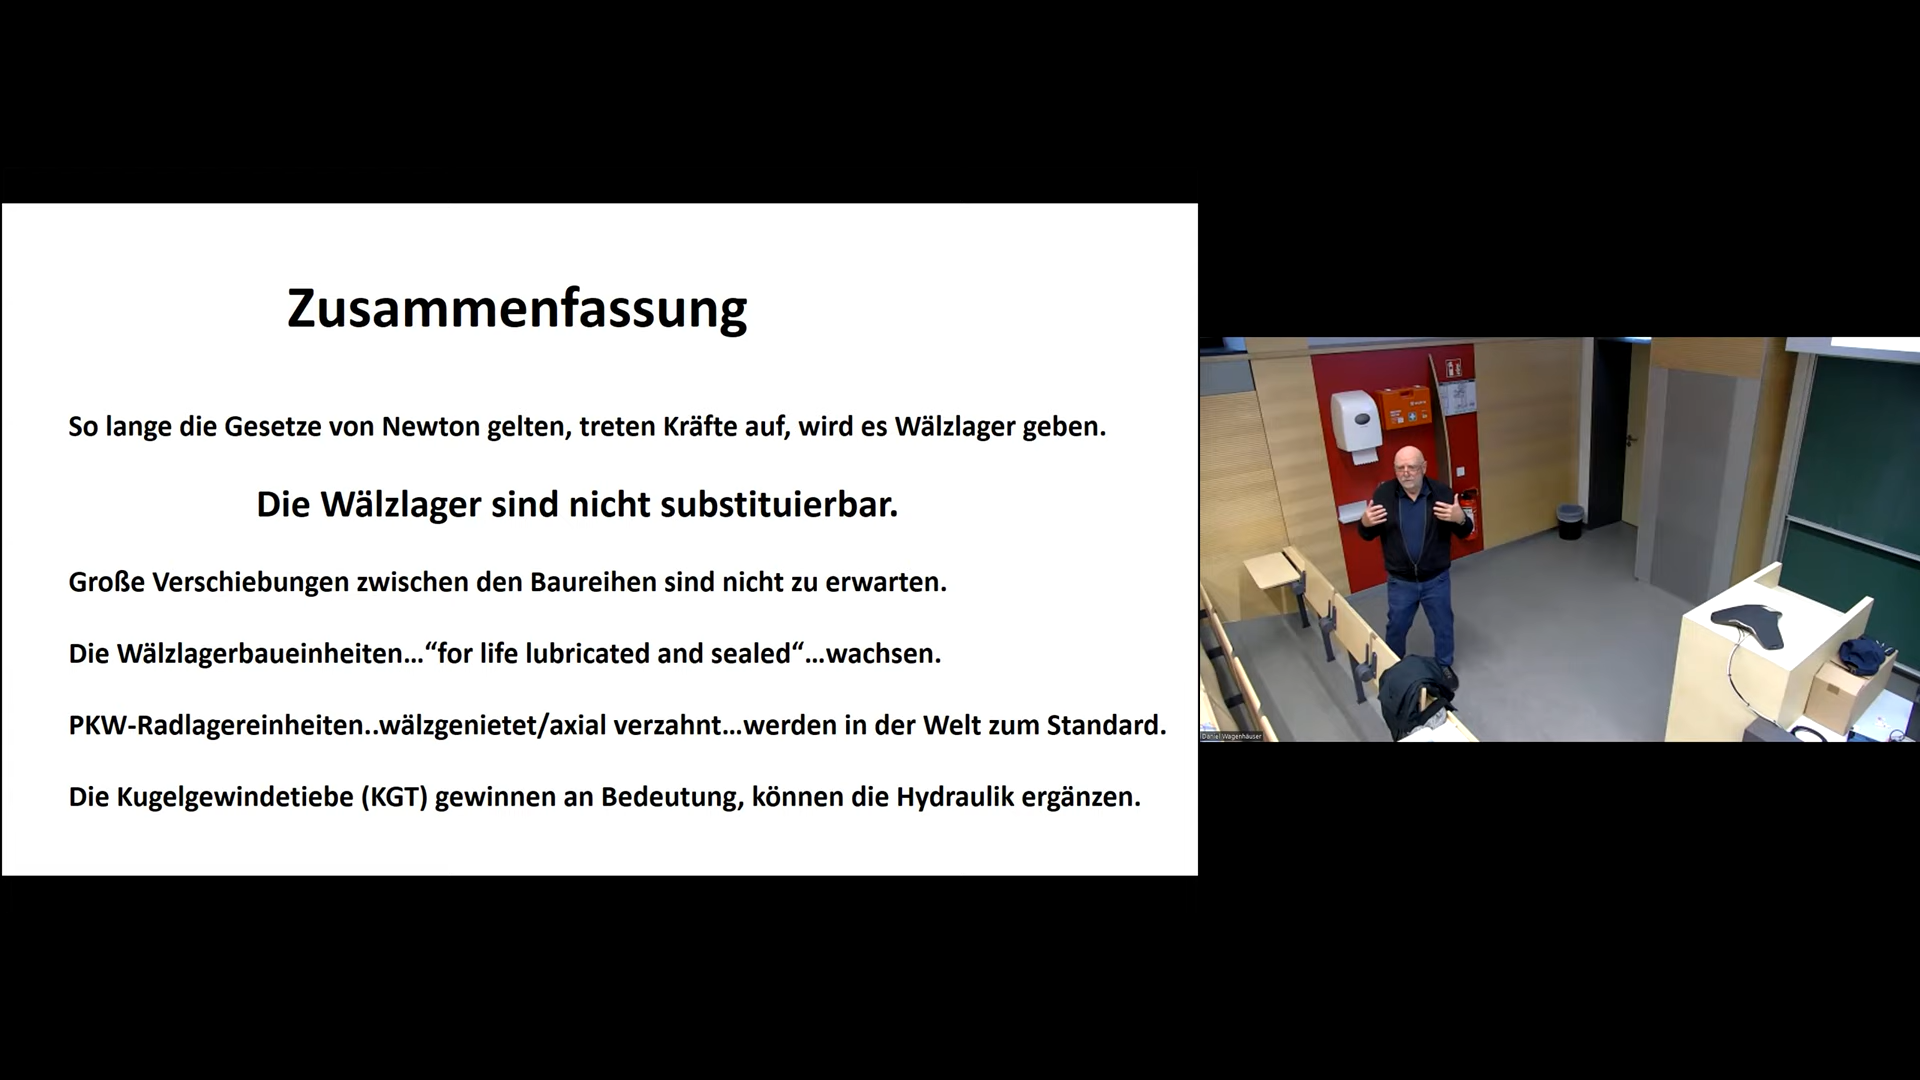 Zusammenfassung
So lange die Gesetze von Newton gelten, treten Kräfte auf, wird es Wälzlager geben.
Die Wälzlager sind nicht substituierbar.
Große Verschiebungen zwischen den Baureihen sind nicht zu erwarten.
Die Wälzlagerbaueinheiten…“for life lubricated and sealed“…wachsen.
PKW-Radlagereinheiten..wälzgenietet/axial verzahnt…werden in der Welt zum Standard.
Die Kugelgewindetiebe (KGT) gewinnen an Bedeutung, können die Hydraulik ergänzen.
Daniel Wagenhäuser